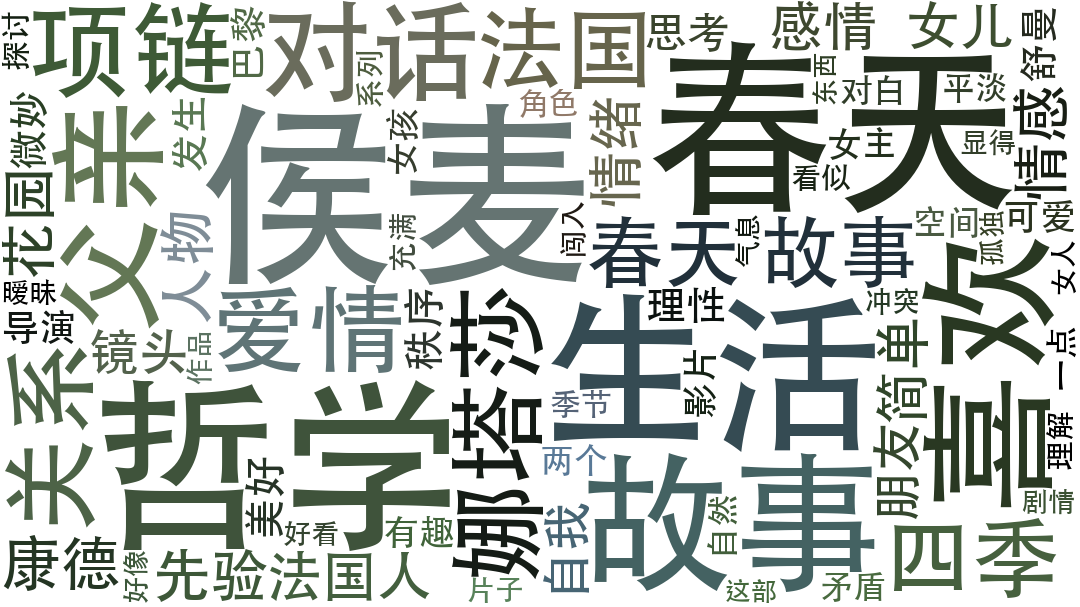 探讨
项链
巴黎
对话
系列
法国
思考
感情
女儿
舒曼
春天
东西
对白
平淡
角色
情绪
女孩
微妙
发生
父亲
侯麦
女主
显得
情感
看似
花园
人物
充满
闯入
春天故事
气息
空间
孤独
可爱
女人
暧昧
导演
镜头
作品
爱情
秩序
娜塔莎
理性
生活
冲突
喜欢
一点
关系
哲学
季节
影片
简单
朋友
理解
美好
两个
故事
剧情
好看
有趣
自我
自然
四季
康德
好像
先验
法国人
片子
这部
矛盾